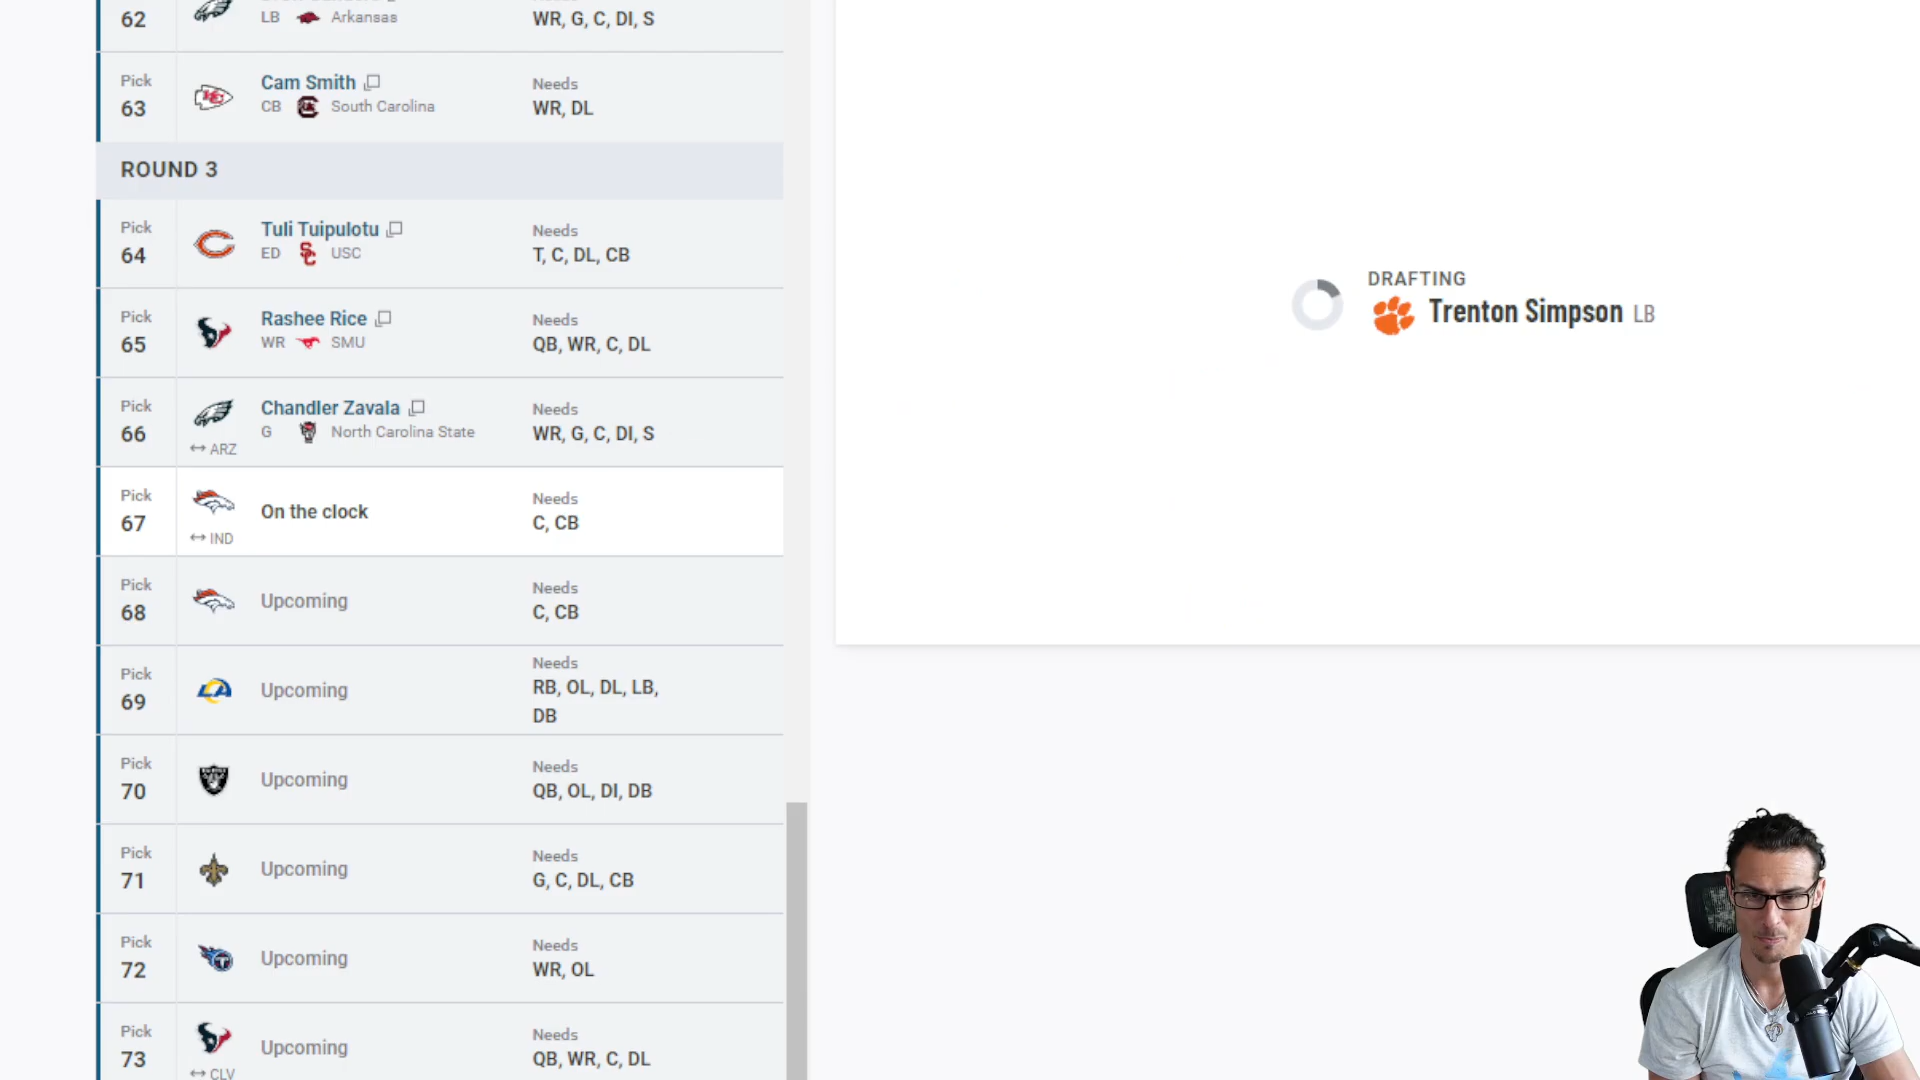 62
LB Arkansas
WR, G, C, DI, S
Pick
63
Cam Smith
CB South Carolina
Needs
WR, DL
ROUND 3
Pick
64
Tuli Tuipulotu
ED USC
Needs
T, C, DL, CB
Pick
65
Rashee Rice
WR SMU
Needs
QB, WR, C, DL
Pick
66
ARZ
Chandler Zavala
G North Carolina State
Needs
WR, G, C, DI, S
Pick
67
IND
On the clock
Needs
C, CB
Pick
68
Upcoming
Needs
C, CB
Pick
69
Upcoming
Needs
RB, OL, DL, LB,
DB
Pick
70
Upcoming
Needs
QB, OL, DI, DB
Pick
71
Upcoming
Needs
G, C, DL, CB
Pick
72
Upcoming
Needs
WR, OL
Pick
73
CLV
Upcoming
Needs
QB, WR, C, DL
DRAFTING
Trenton Simpson LB